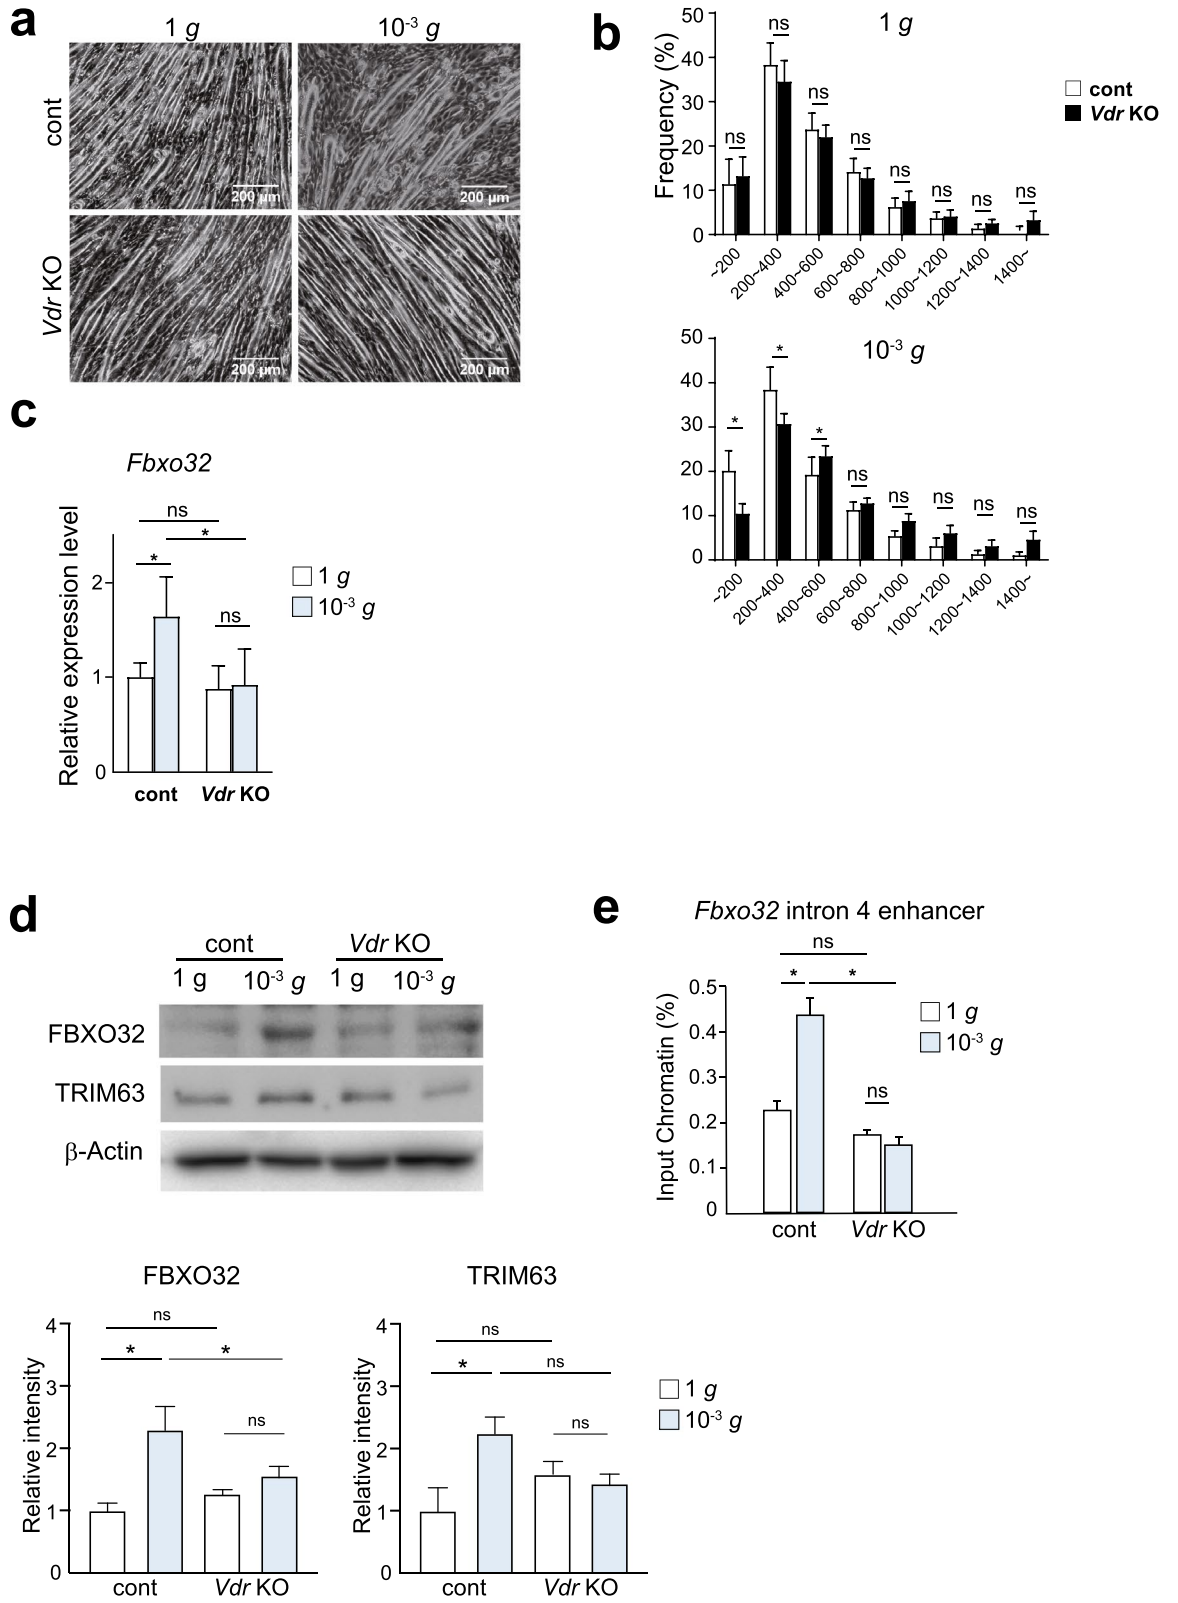 a
1 g
10-3 g
cont
Vdr KO
200 µm
200 µm
200 µm
200 µm
b
1 g
Frequency (%)
50
40
30
20
10
0
ns
ns
ns
ns
ns
ns
ns
ns
~200
200~400
400~600
600~800
800~1000
1000~1200
1200~1400
1400~
cont
Vdr KO
10-3 g
50
40
30
20
10
0
*
*
*
ns
ns
ns
ns
ns
~200
200~400
400~600
600~800
800~1000
1000~1200
1200~1400
1400~
c
Fbxo32
Relative expression level
2
1
0
ns
*
*
ns
cont
Vdr KO
1 g
10-3 g
d
cont
Vdr KO
1 g
10-3 g
1 g
10-3 g
FBXO32
TRIM63
β-Actin
FBXO32
Relative intensity
4
3
2
1
0
ns
*
*
ns
cont
Vdr KO
TRIM63
Relative intensity
4
3
2
1
0
ns
*
ns
ns
cont
Vdr KO
1 g
10-3 g
e
Fbxo32 intron 4 enhancer
Input Chromatin (%)
0.5
0.4
0.3
0.2
0.1
0
ns
*
*
ns
cont
Vdr KO
1 g
10-3 g